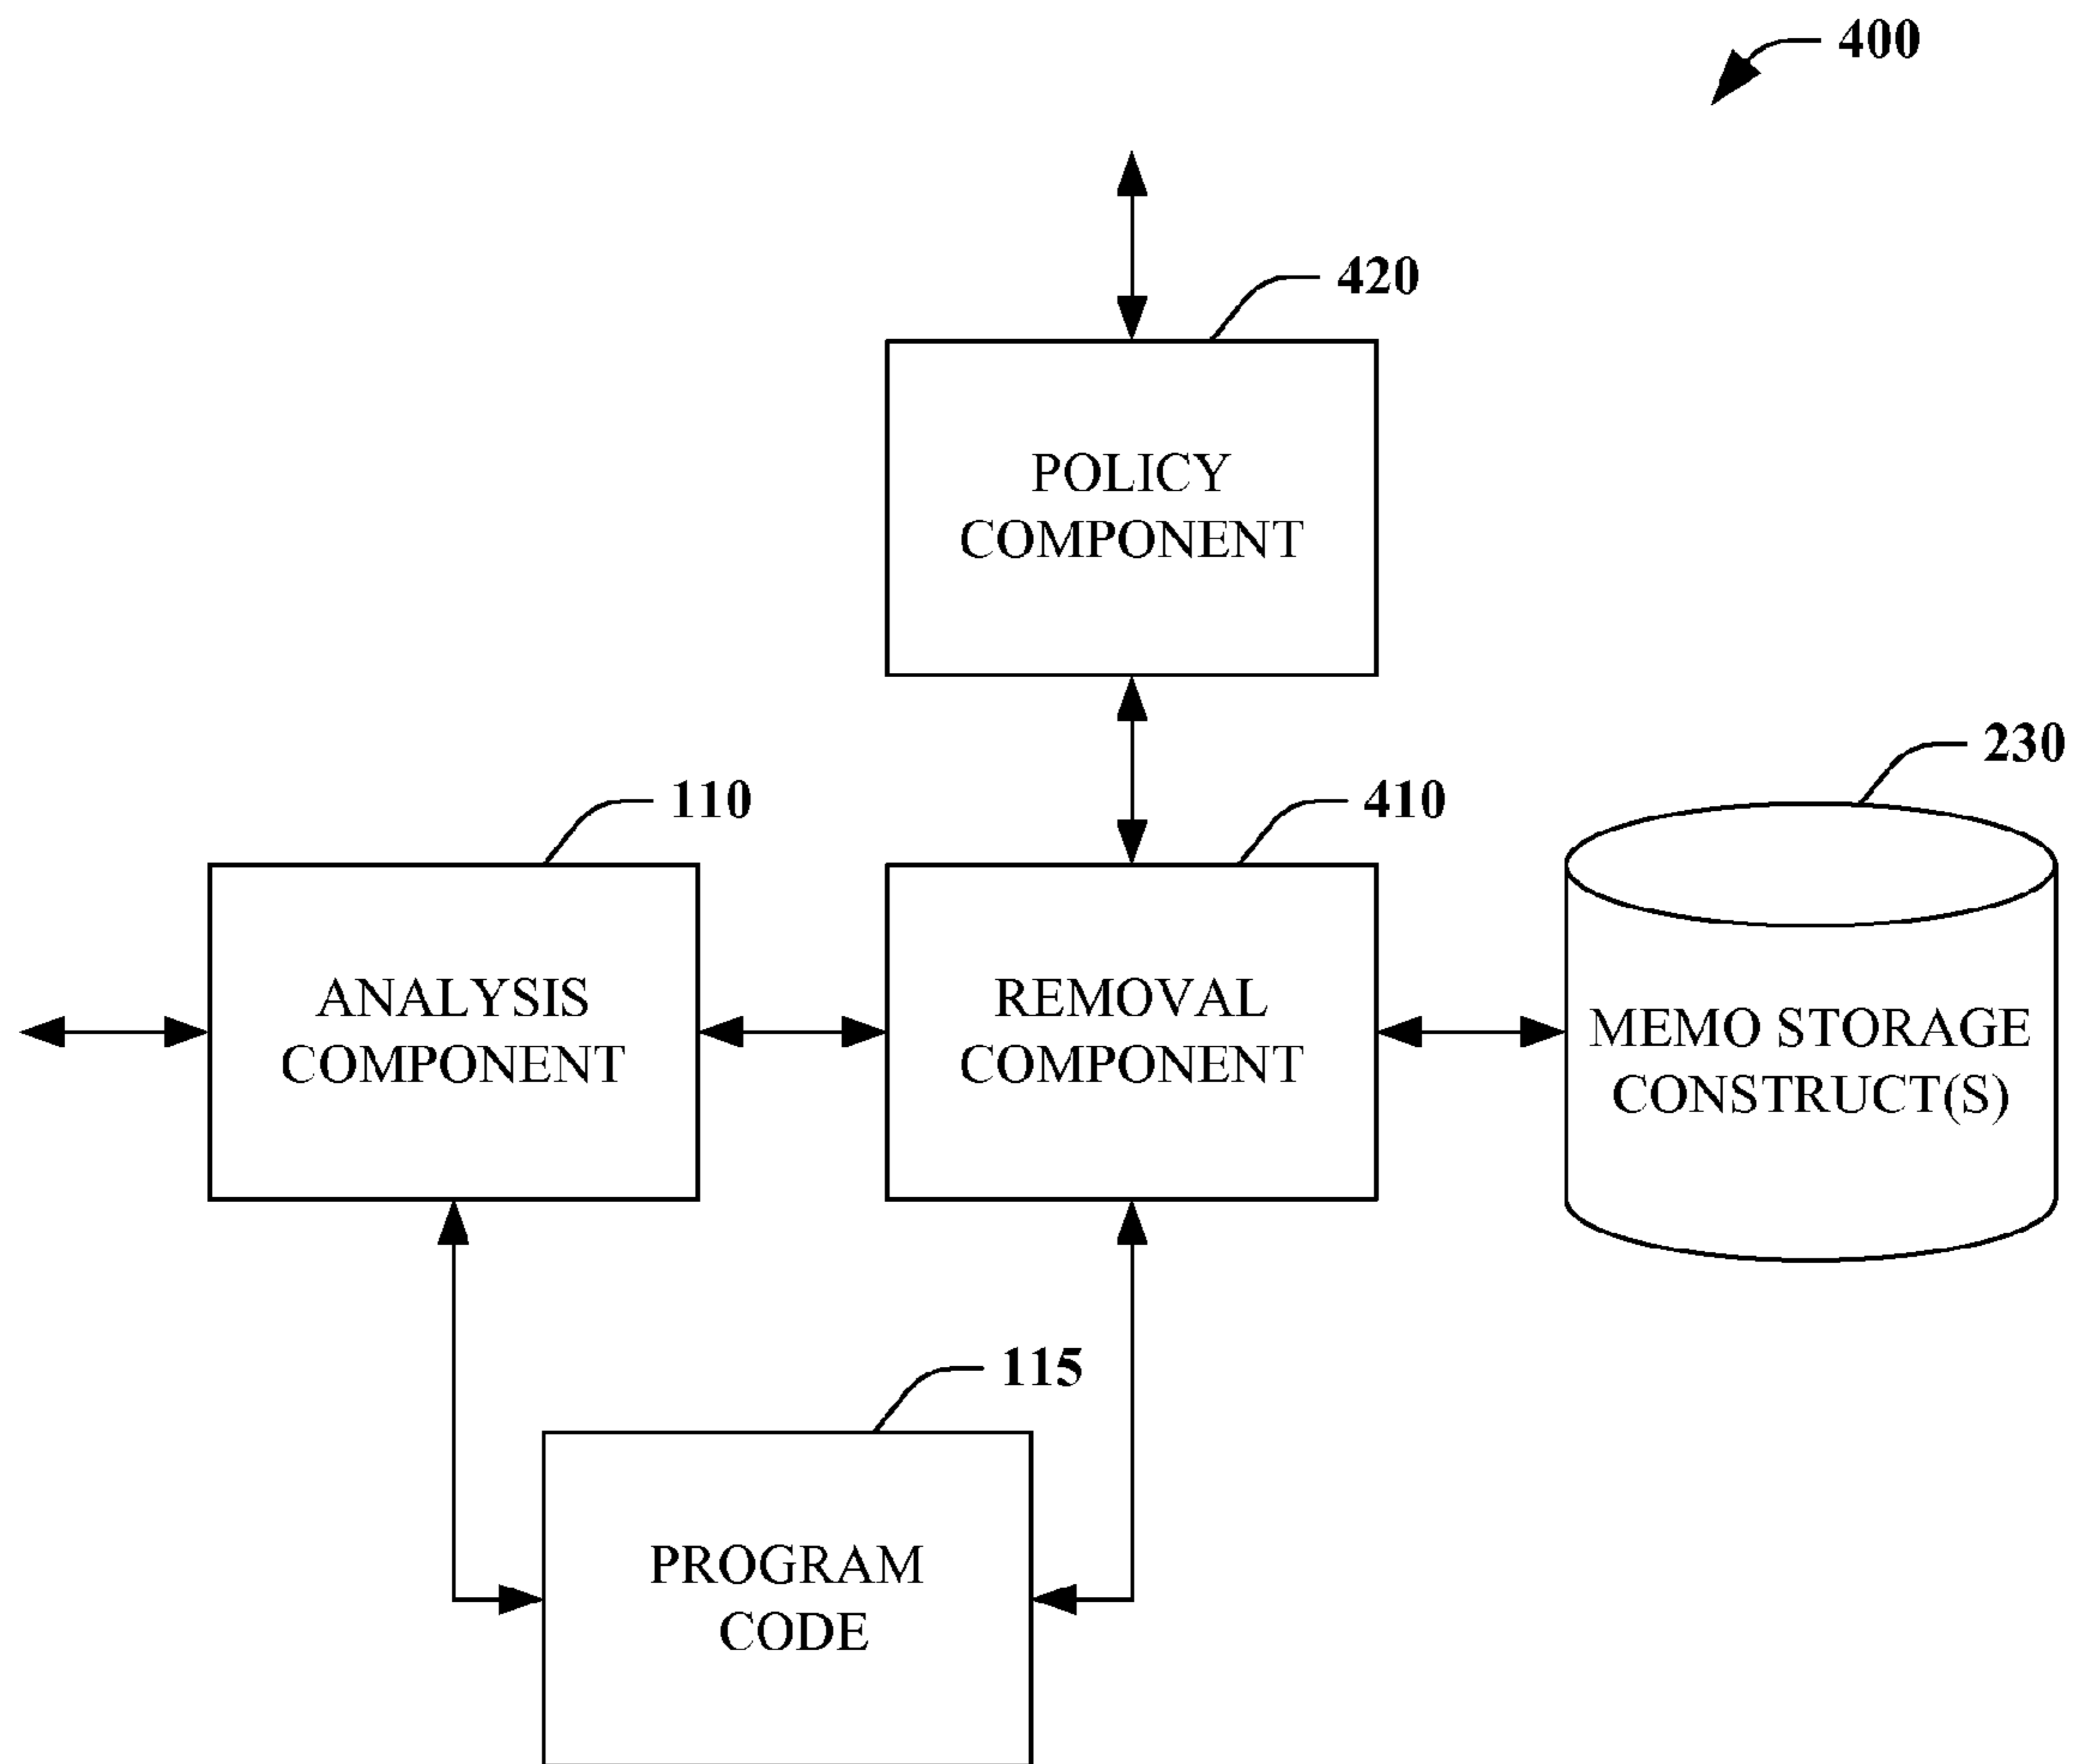 400
420
POLICY
COMPONENT
230
110
410
ANALYSIS
COMPONENT
REMOVAL
COMPONENT
MEMO STORAGE
CONSTRUCT(S)
115
PROGRAM
CODE